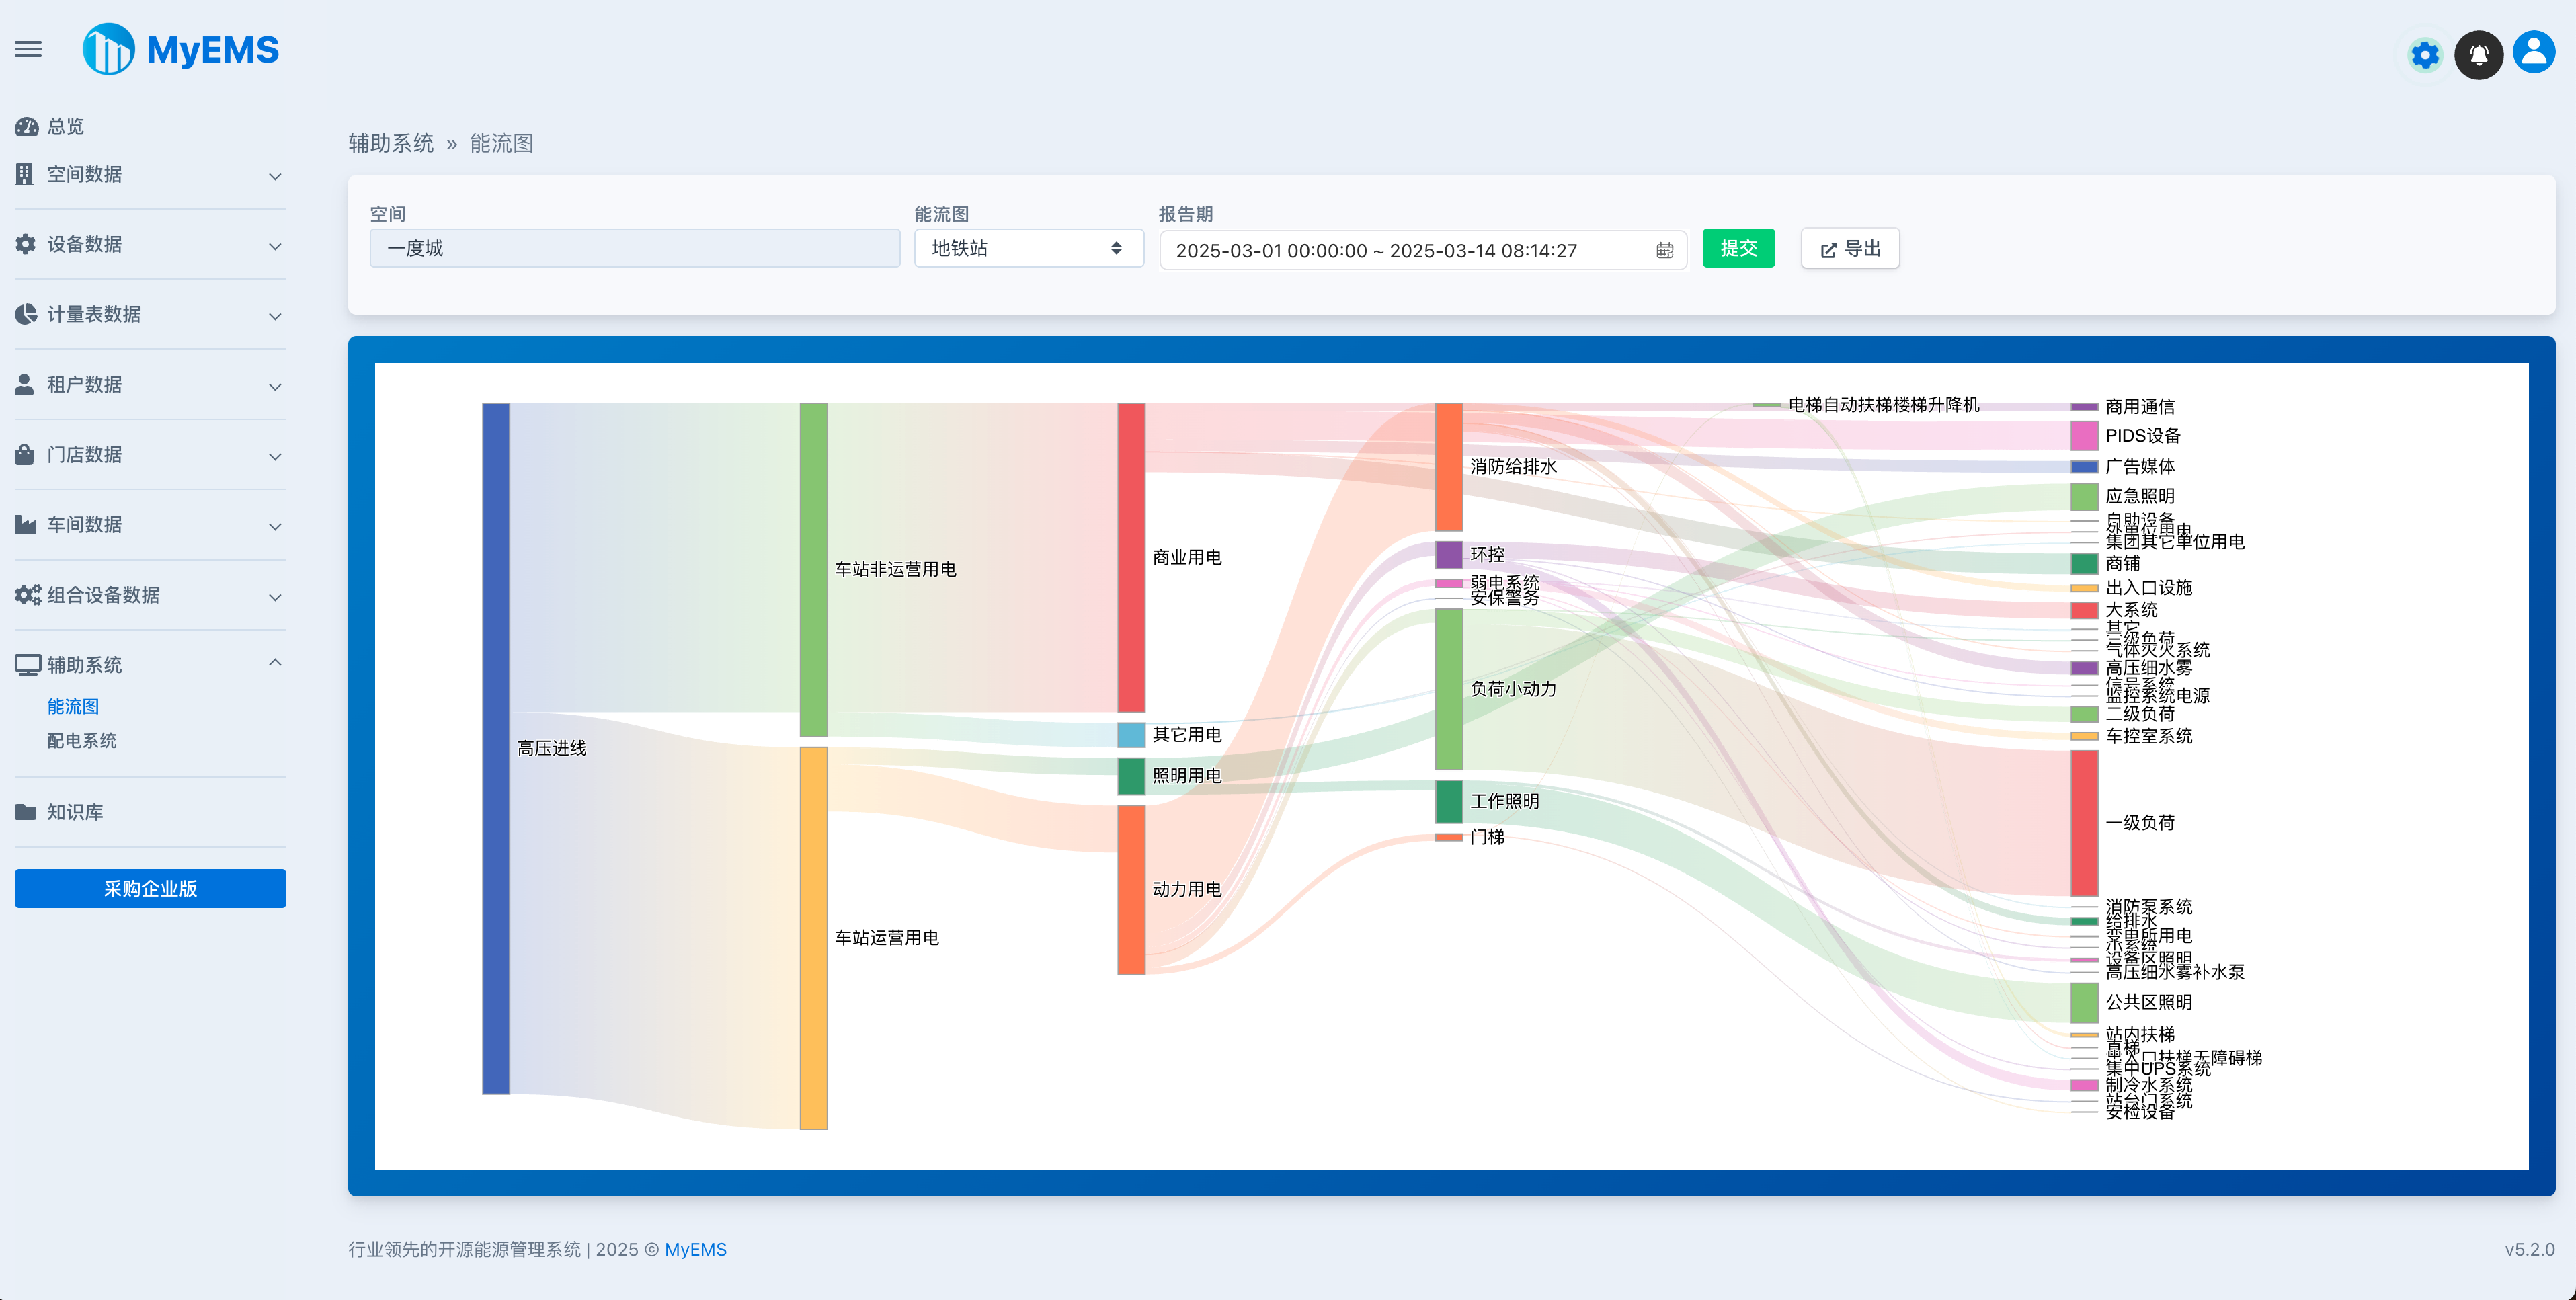 MyEMS
总览
空间数据
设备数据
计量表数据
租户数据
门店数据
车间数据
组合设备数据
辅助系统
能流图
配电系统
知识库
采购企业版
辅助系统 » 能流图
空间
一度城
能流图
地铁站
报告期
2025-03-01 00:00:00 ~ 2025-03-14 08:14:27
提交
导出
高压进线
车站非运营用电
车站运营用电
商业用电
其它用电
照明用电
动力用电
消防给排水
环控
弱电系统
安保警务
负荷小动力
工作照明
门梯
电梯自动扶梯楼梯升降机
商用通信
PIDS设备
广告媒体
应急照明
自助设备
外单位用电
集团其它单位用电
商铺
出入口设施
大系统
其它
三级负荷
气体灭火系统
高压细水雾
信号系统
监控系统电源
二级负荷
车控室系统
一级负荷
消防泵系统
给排水
变电所用电
小系统
设备区照明
高压细水雾补水泵
公共区照明
站内扶梯
直梯
出入口扶梯无障碍梯
集中UPS系统
制冷水系统
站台门系统
安检设备
行业领先的开源能源管理系统 | 2025 © MyEMS
v5.2.0